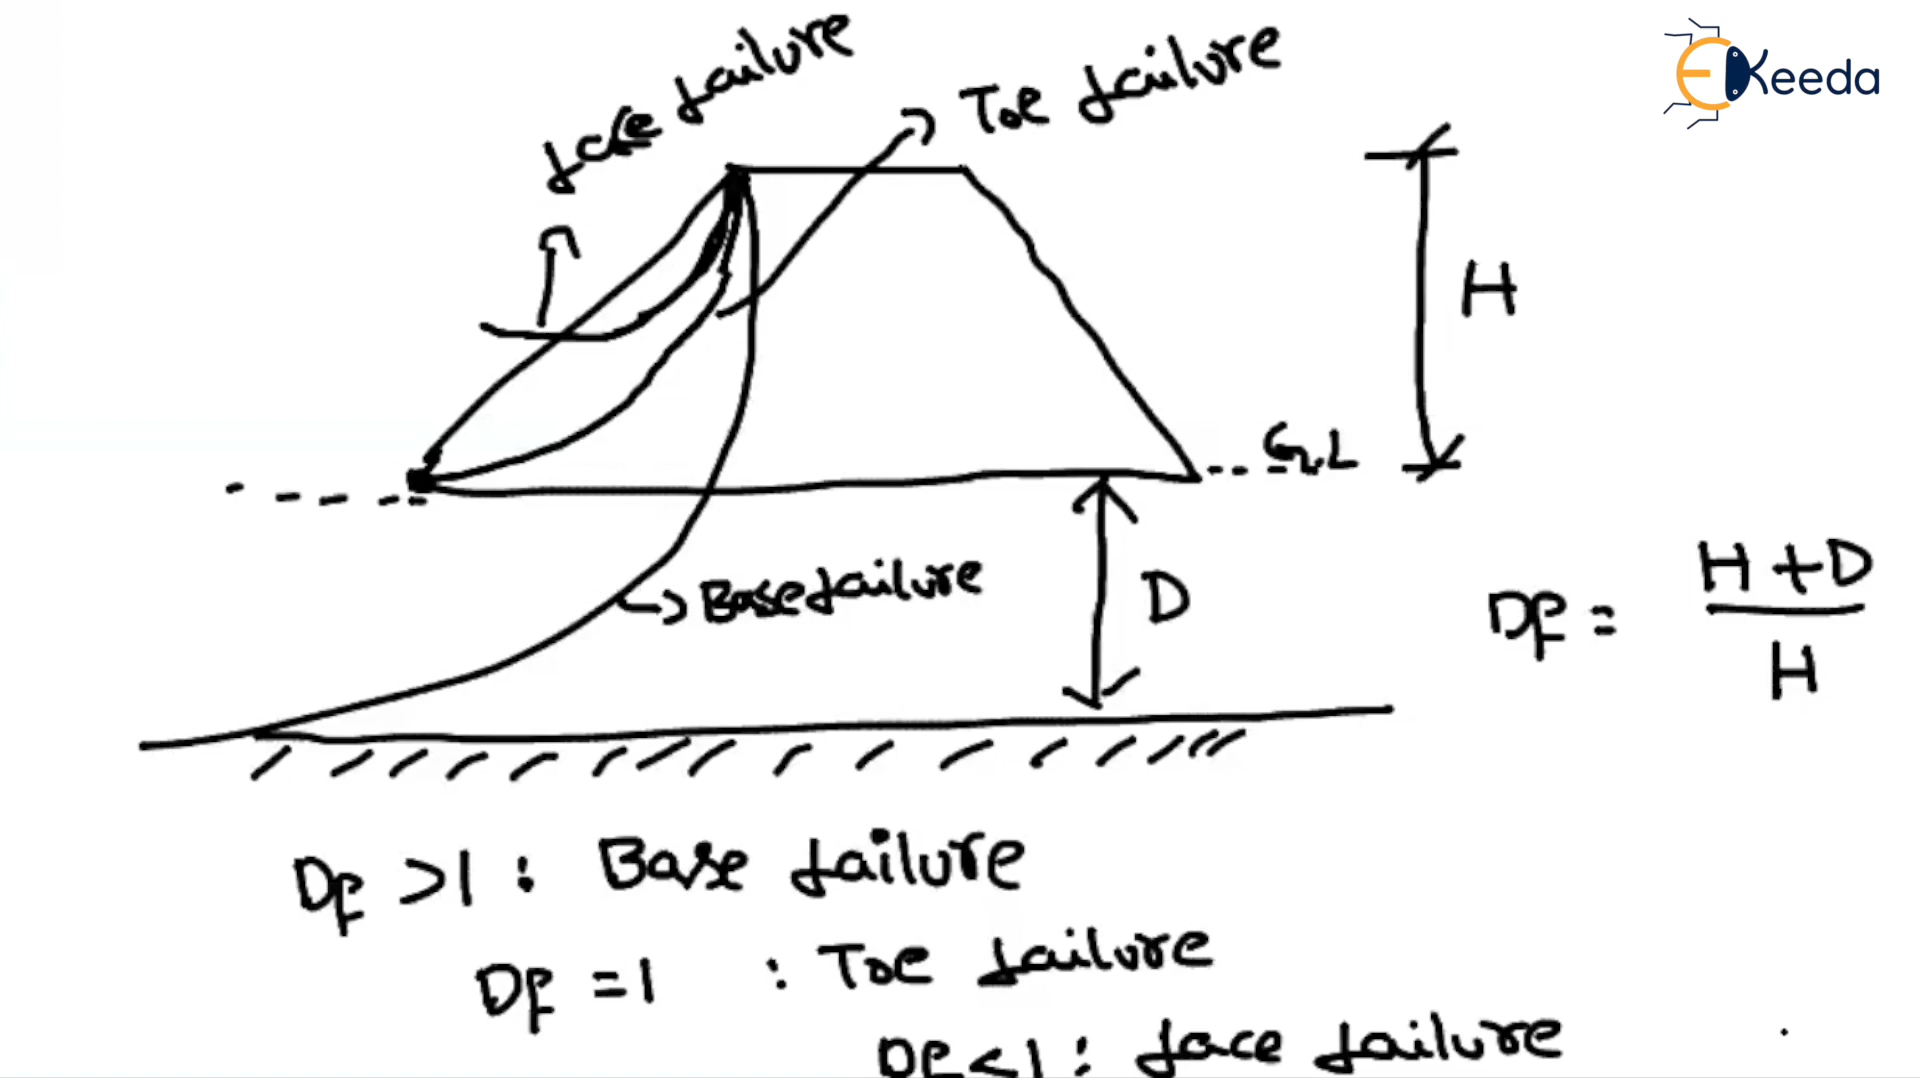 EKeeda
face failure
Toe failure
H
G.L
Base failure
D
Df = H+D / H
Df >1 : Base failure
Df =1 : Toe failure
Df <1 : face failure